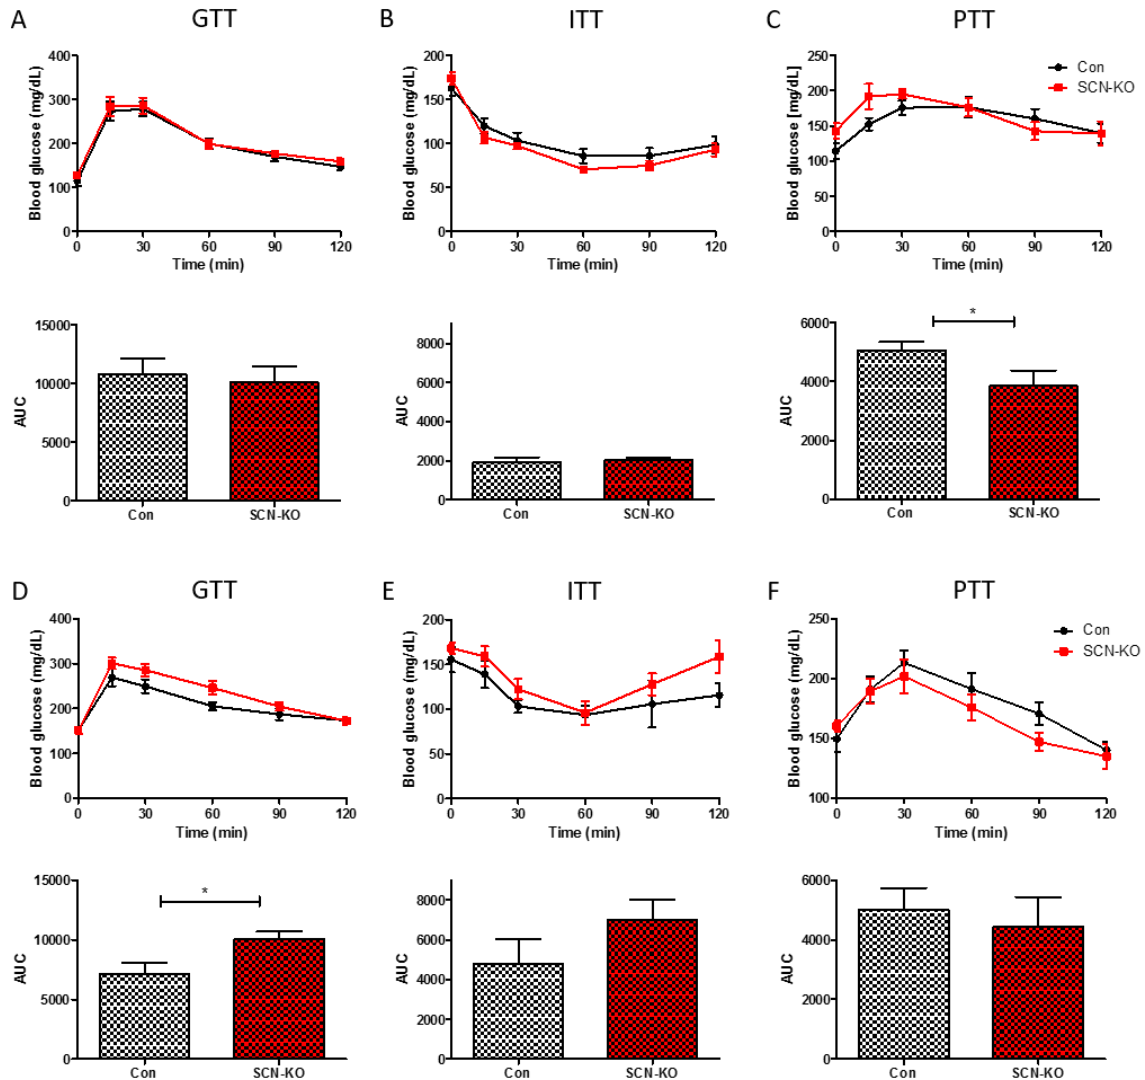 A GTT
Blood glucose (mg/dL)
400
300
200
100
0
0 30 60 90 120
Time (min)
B ITT
Blood glucose (mg/dL)
200
150
100
50
0
0 30 60 90 120
Time (min)
C PTT
Blood glucose [mg/dL)
250
200
150
100
50
0
0 30 60 90 120
Time (min)
Con
SCN-KO
AUC
15000
10000
5000
0
Con SCN-KO
AUC
8000
6000
4000
2000
0
Con SCN-KO
AUC
6000
4000
2000
0
*
Con SCN-KO
D GTT
Blood glucose (mg/dL)
400
300
200
100
0
0 30 60 90 120
Time (min)
E ITT
Blood glucose (mg/dL)
200
150
100
50
0
0 30 60 90 120
Time (min)
F PTT
Blood glucose (mg/dL)
250
200
150
100
0 30 60 90 120
Time (min)
Con
SCN-KO
AUC
15000
10000
5000
0
*
Con SCN-KO
AUC
8000
6000
4000
2000
0
Con SCN-KO
AUC
6000
4000
2000
0
Con SCN-KO